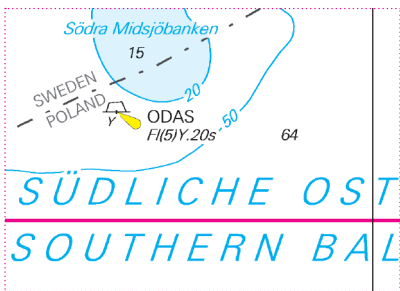 Södra Midsjöbanken
15
SWEDEN
POLAND
20
50
Y
ODAS
Fl(5)Y.20s
64
SÜDLICHE OST
SOUTHERN BAL